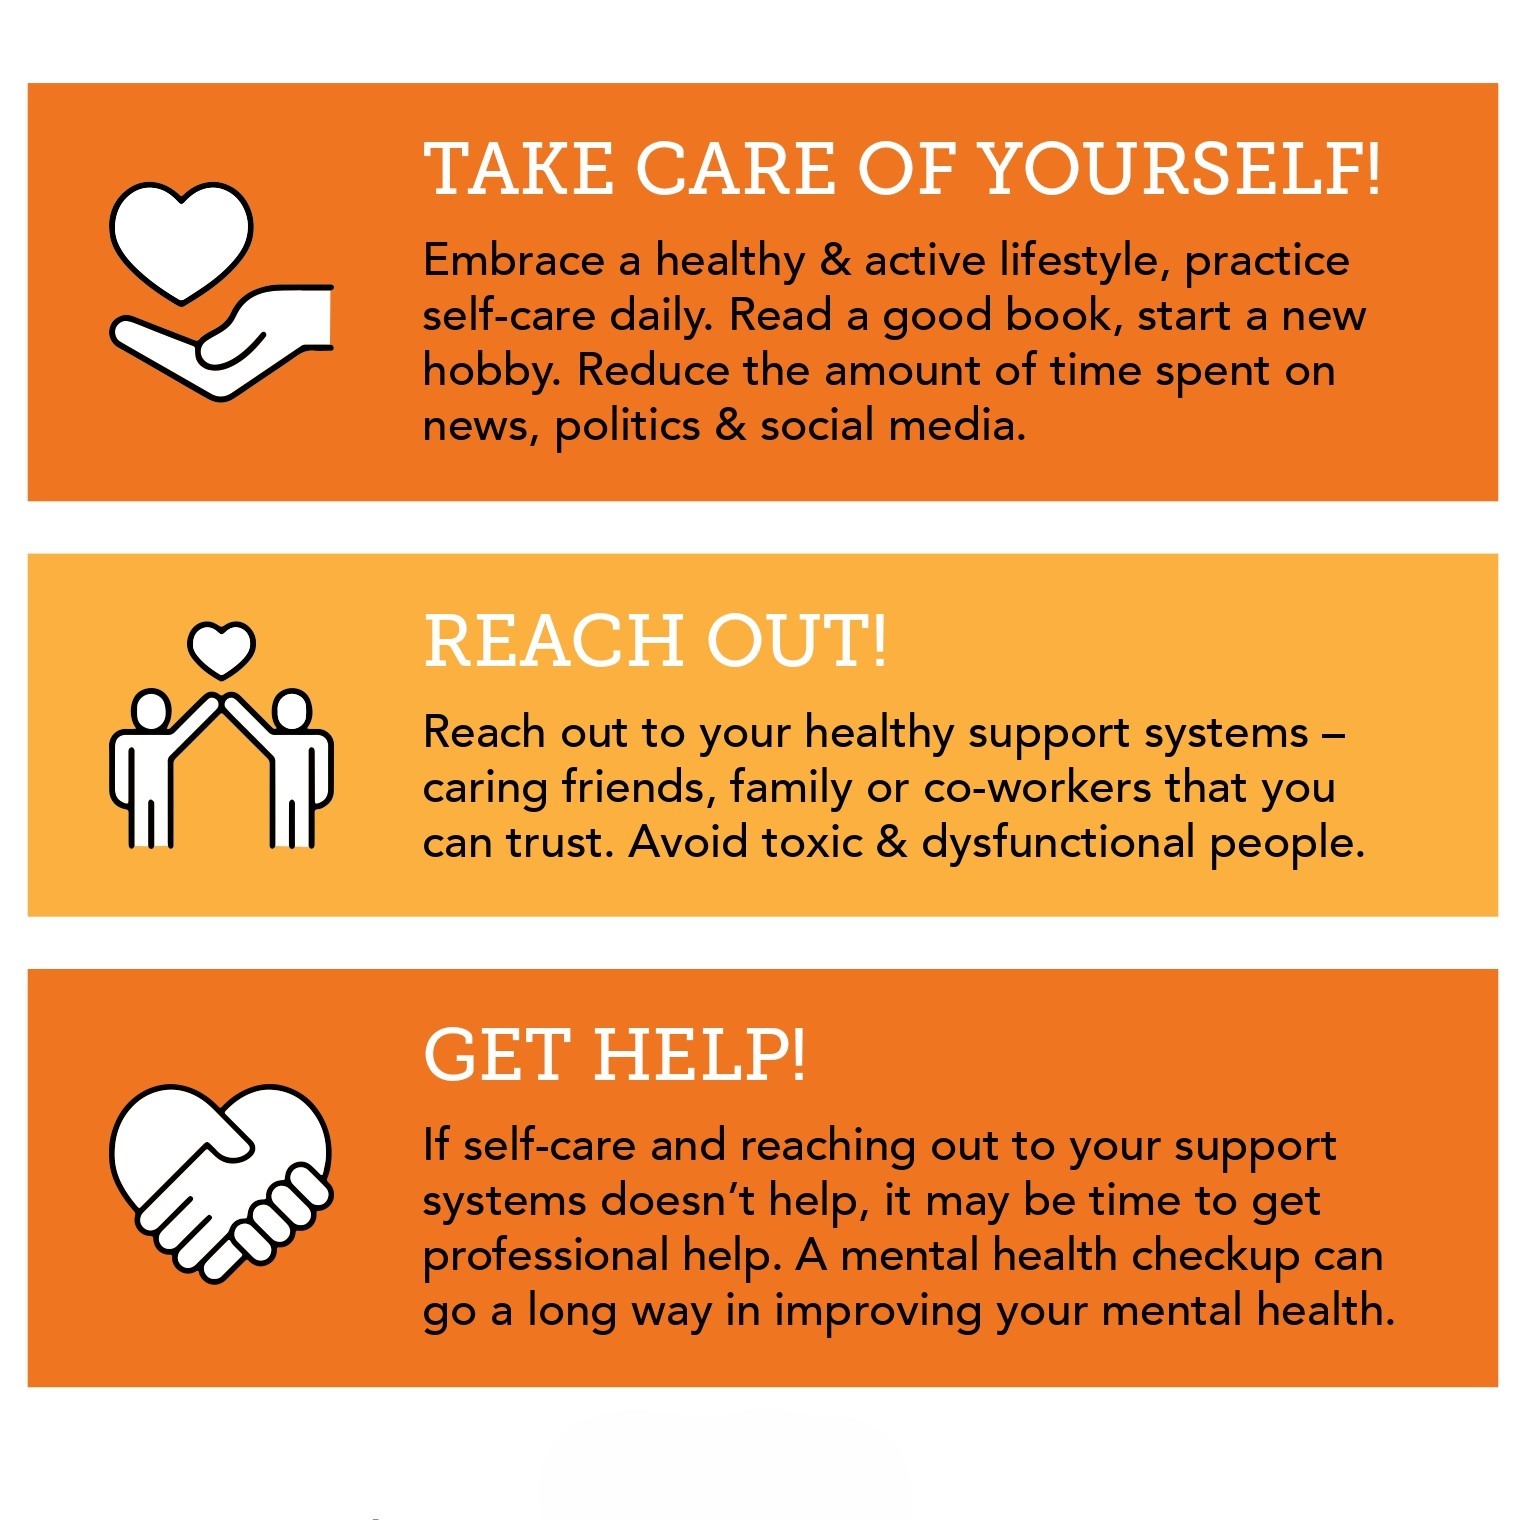 TAKE CARE OF YOURSELF!
Embrace a healthy & active lifestyle, practice
self-care daily. Read a good book, start a new
hobby. Reduce the amount of time spent on
news, politics & social media.
REACH OUT!
Reach out to your healthy support systems –
caring friends, family or co-workers that you
can trust. Avoid toxic & dysfunctional people.
GET HELP!
If self-care and reaching out to your support
systems doesn’t help, it may be time to get
professional help. A mental health checkup can
go a long way in improving your mental health.